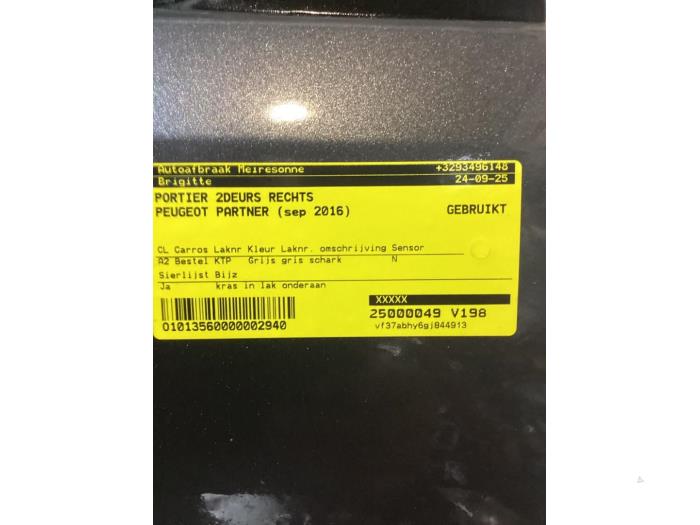 Autoafbraak Meiresonne +3293496148
Brigitte 24-09-25
PORTIER 2DEURS RECHTS
PEUGEOT PARTNER (sep 2016) GEBRUIKT
CL Carros Laknr Kleur Laknr. omschrijving Sensor
A2 Bestel KTP Grijs gris schark N
Sierlijst Bijz
Ja kras in lak onderaan
XXXXX
25000049 V198
O1013560000002940 vf37abhy6gj844913